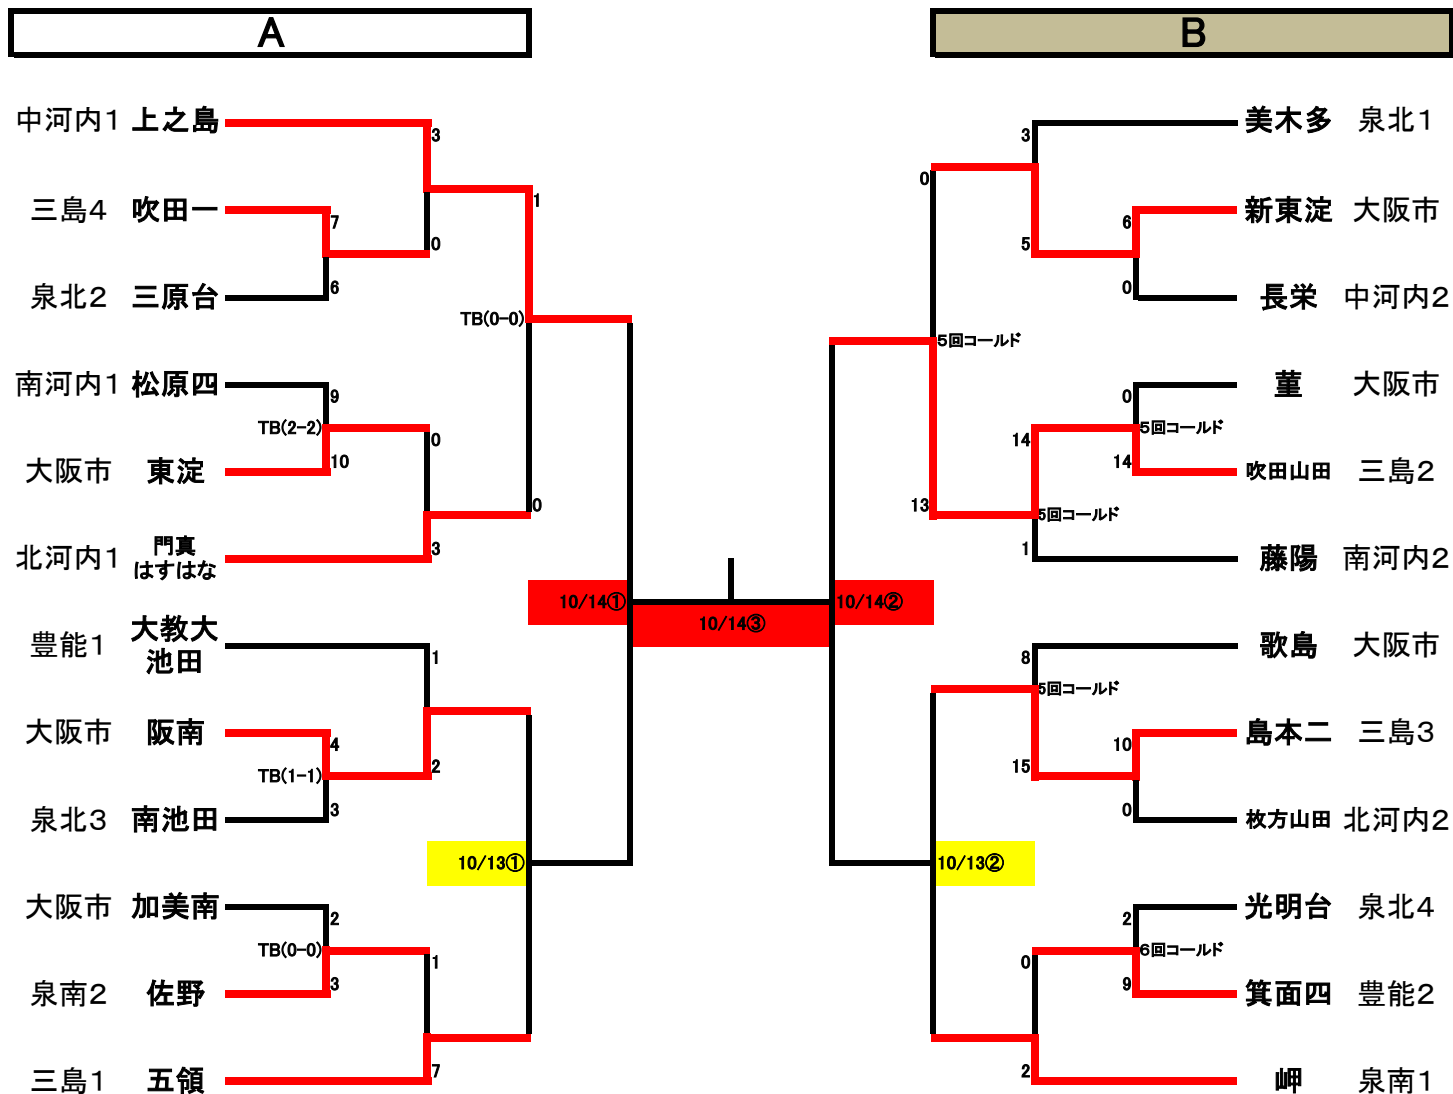 A
B
中河内1 上之島
3
三島4 吹田一
7
1
0
泉北2 三原台
6
TB(0-0)
南河内1 松原四
9
TB(2-2)
0
大阪市 東淀
10
0
北河内1 門真
はすはな
3
10/14①
10/14③
豊能1 大教大
池田
1
大阪市 阪南
4
TB(1-1)
2
泉北3 南池田
3
10/13①
大阪市 加美南
2
TB(0-0)
1
泉南2 佐野
3
三島1 五領
7
美木多 泉北1
3
0
新東淀 大阪市
6
5
長栄 中河内2
0
5回コールド
菫 大阪市
0
5回コールド
14
吹田山田 三島2
14
13
5回コールド
藤陽 南河内2
1
10/14②
歌島 大阪市
8
5回コールド
島本二 三島3
10
15
枚方山田 北河内2
0
10/13②
光明台 泉北4
2
6回コールド
0
箕面四 豊能2
9
岬 泉南1
2